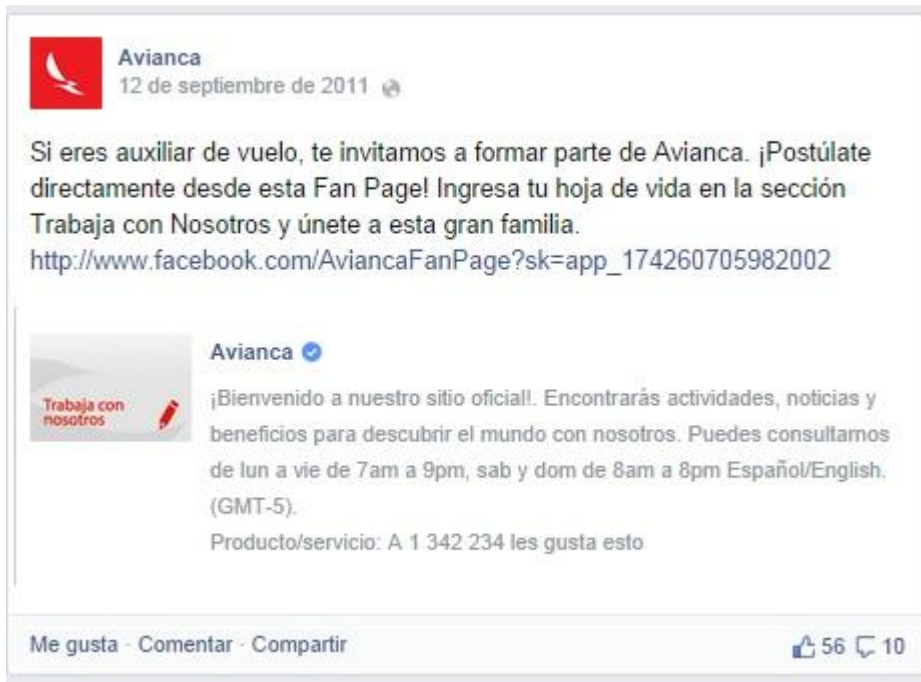 Avianca
12 de septiembre de 2011
Si eres auxiliar de vuelo, te invitamos a formar parte de Avianca. ¡Postúlate
directamente desde esta Fan Page! Ingresa tu hoja de vida en la sección
Trabaja con Nosotros y únete a esta gran familia.
http://www.facebook.com/AviancaFanPage?sk=app_174260705982002
Trabaja con
nosotros
Avianca
¡Bienvenido a nuestro sitio oficial!. Encontrarás actividades, noticias y
beneficios para descubrir el mundo con nosotros. Puedes consultarnos
de lun a vie de 7am a 9pm, sab y dom de 8am a 8pm Español/English.
(GMT-5).
Producto/servicio: A 1 342 234 les gusta esto
Me gusta · Comentar · Compartir 56 10